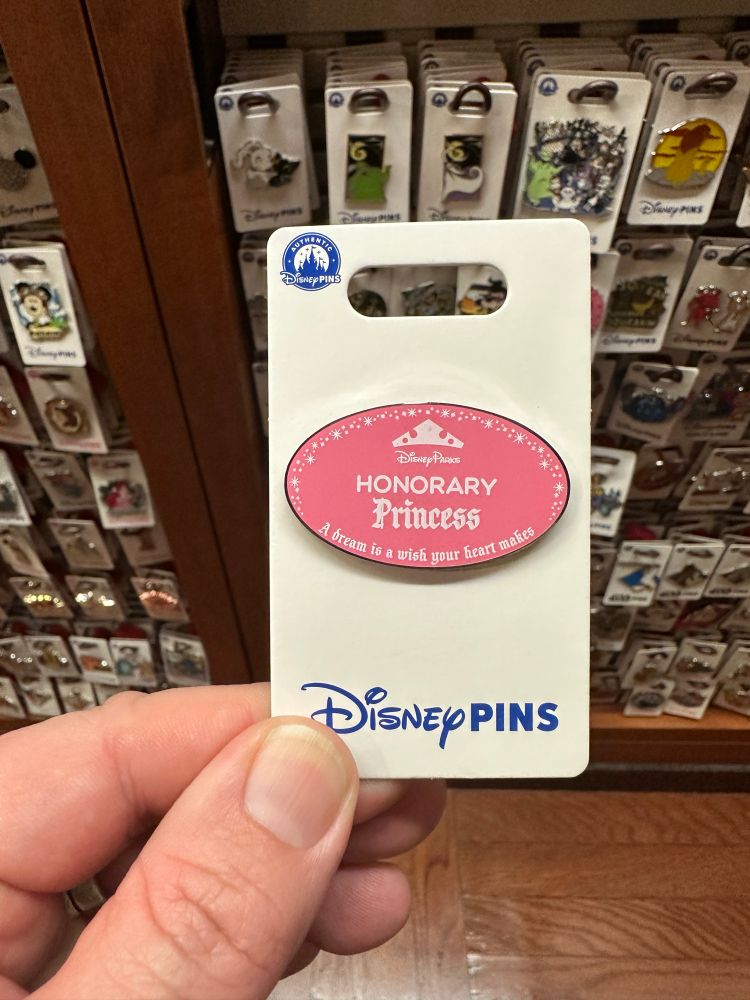 AUTHENTIC
DISNEY PINS
DISNEY PARKS
HONORARY
Princess
A dream is a wish your heart makes
DISNEY PINS